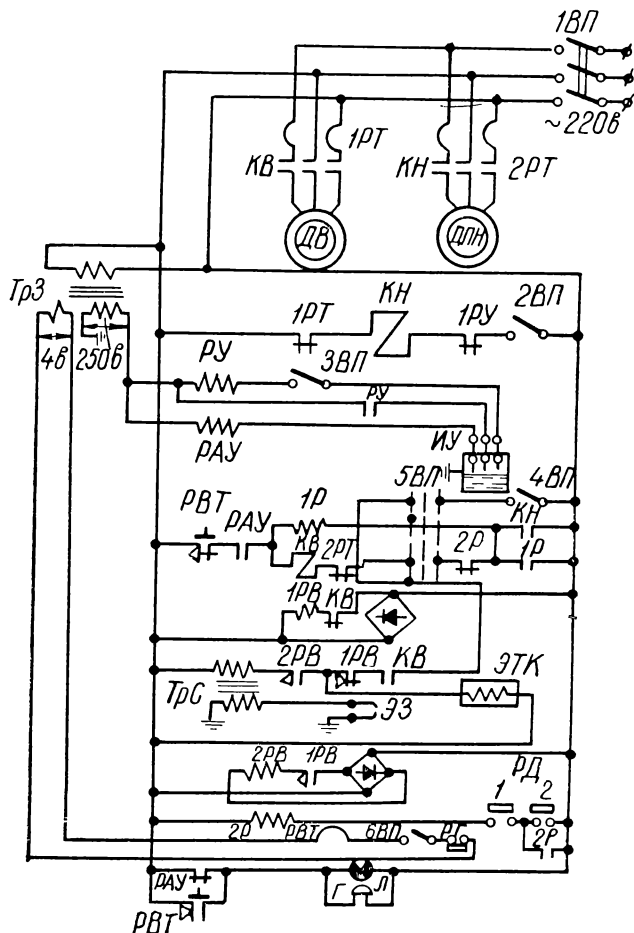 1ВП
~220в
КВ 1РТ КН 2РТ
ДВ ДПН
Тр3
4в 250в
1РТ КН 1РУ 2ВП
РУ 3ВП
РУ
РАУ
ИУ
5ВП 4ВП
РВТ РАУ 1Р КН
КВ 2РТ 2Р 1Р
1РВ КВ
2РВ 1РВ КВ ЭТК
ТрС ЭЗ
2РВ 1РВ РД
1 2
2Р РВТ 6ВП РГ 2Р
РАУ Г Л
РВТ